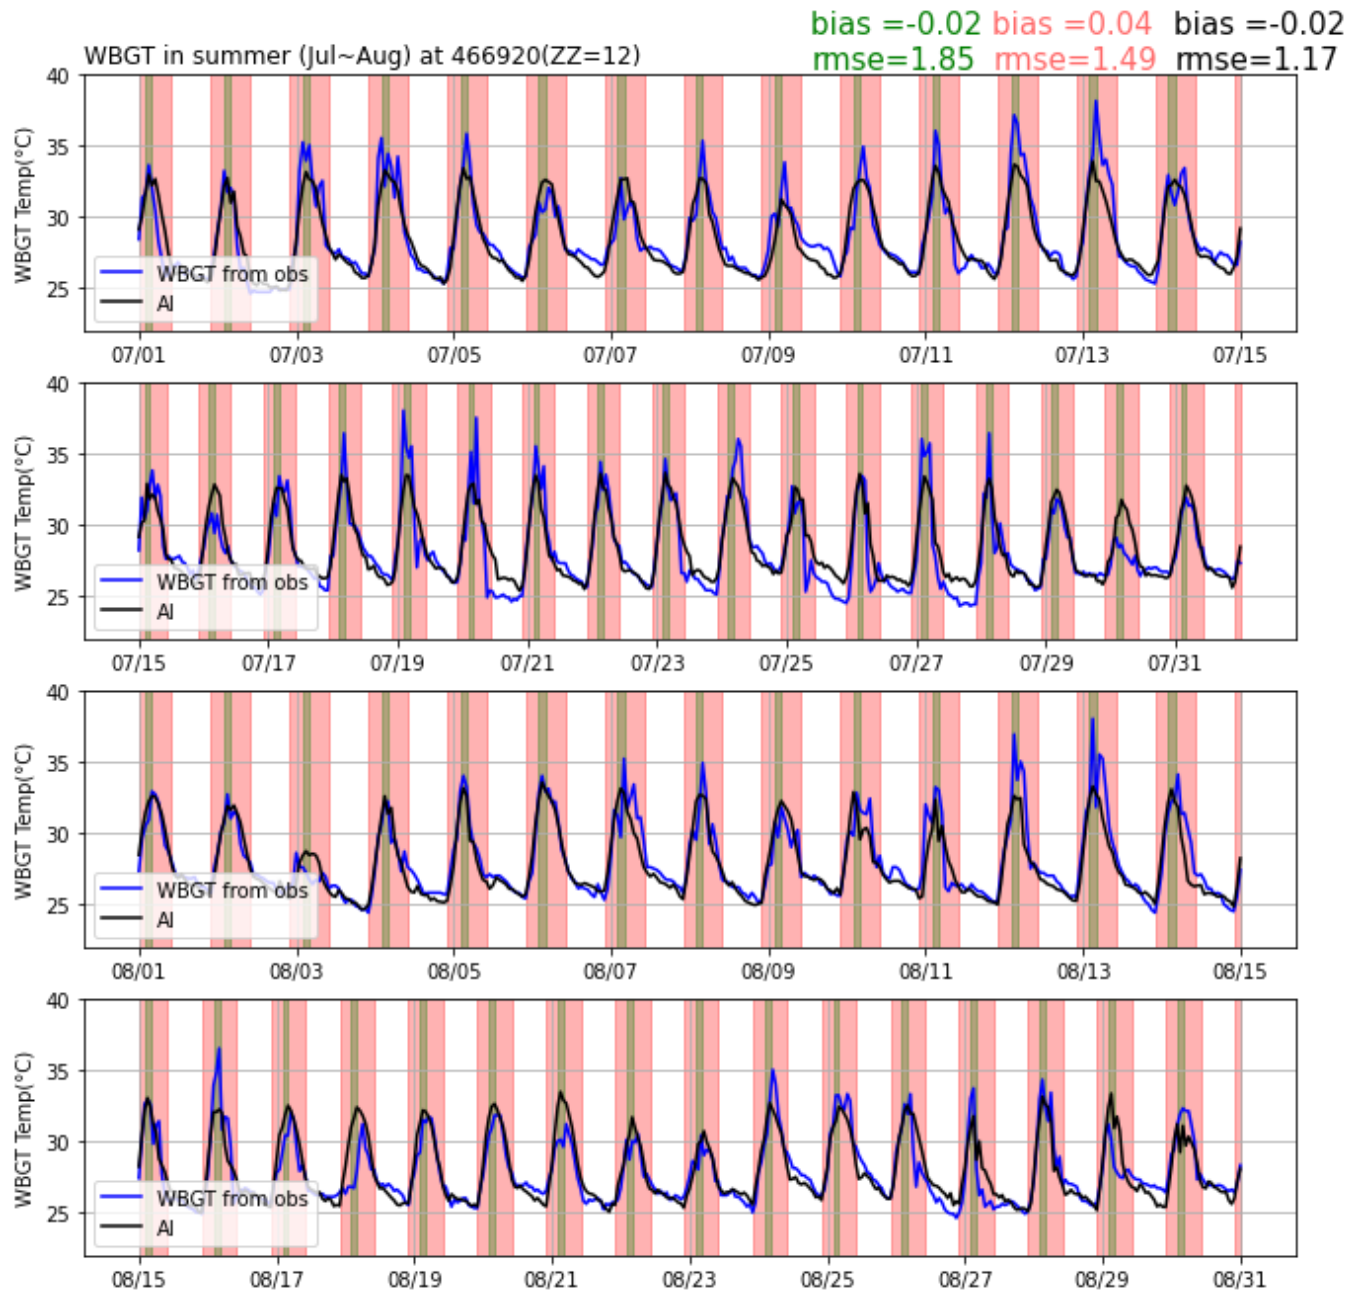 bias =-0.02 bias =0.04 bias =-0.02
WBGT in summer (Jul~Aug) at 466920(ZZ=12) rmse=1.85 rmse=1.49 rmse=1.17
40
35
30
25
WBGT Temp(°C)
WBGT from obs
AI
07/01 07/03 07/05 07/07 07/09 07/11 07/13 07/15
40
35
30
25
WBGT Temp(°C)
WBGT from obs
AI
07/15 07/17 07/19 07/21 07/23 07/25 07/27 07/29 07/31
40
35
30
25
WBGT Temp(°C)
WBGT from obs
AI
08/01 08/03 08/05 08/07 08/09 08/11 08/13 08/15
40
35
30
25
WBGT Temp(°C)
WBGT from obs
AI
08/15 08/17 08/19 08/21 08/23 08/25 08/27 08/29 08/31